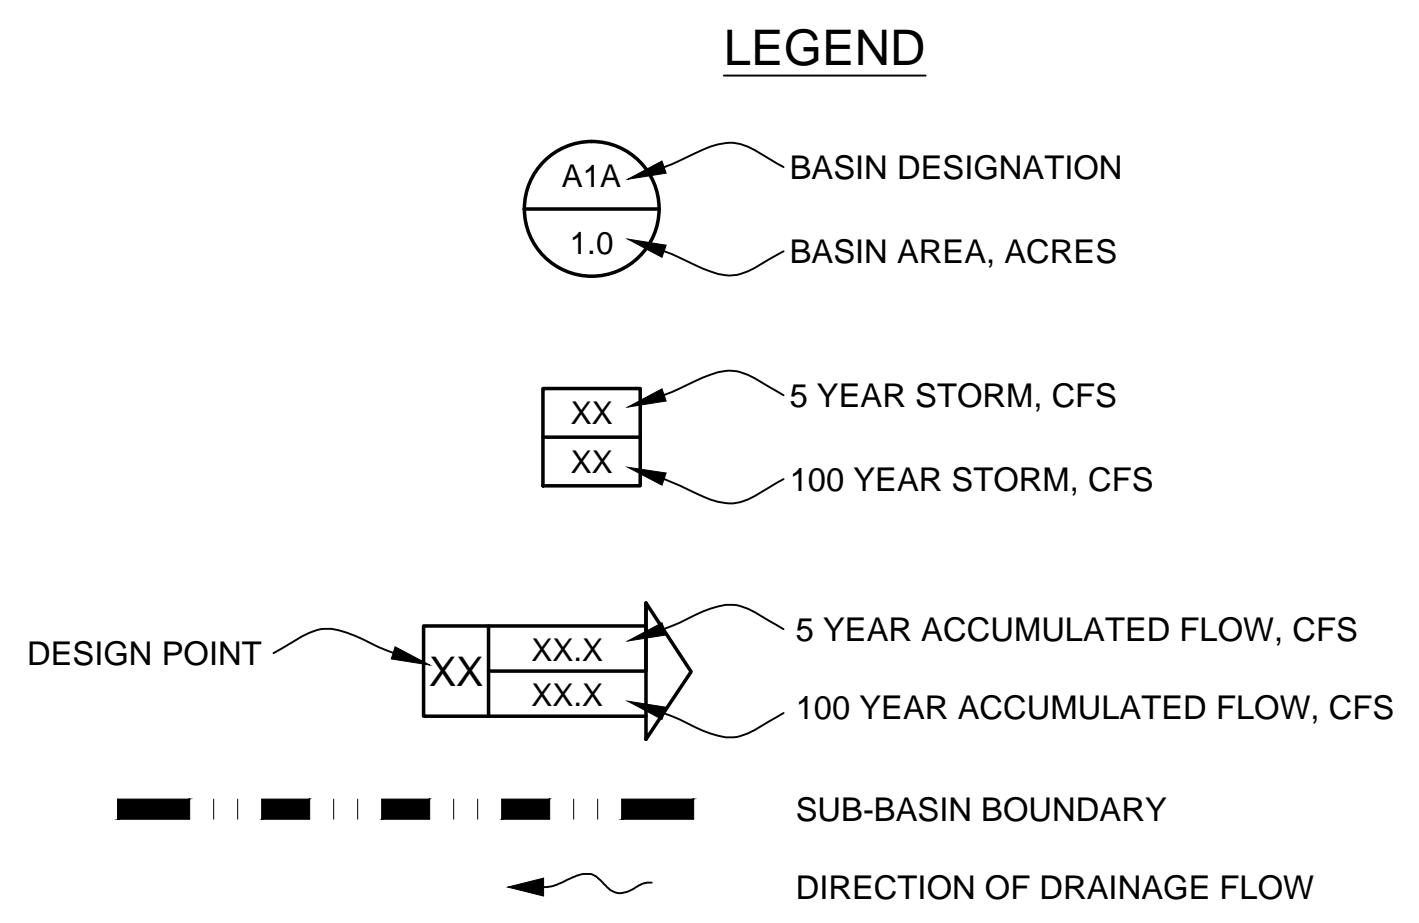 LEGEND
A1A
BASIN DESIGNATION
1.0
BASIN AREA, ACRES
XX
5 YEAR STORM, CFS
XX
100 YEAR STORM, CFS
DESIGN POINT
XX
XX.X
5 YEAR ACCUMULATED FLOW, CFS
XX.X
100 YEAR ACCUMULATED FLOW, CFS
SUB-BASIN BOUNDARY
DIRECTION OF DRAINAGE FLOW